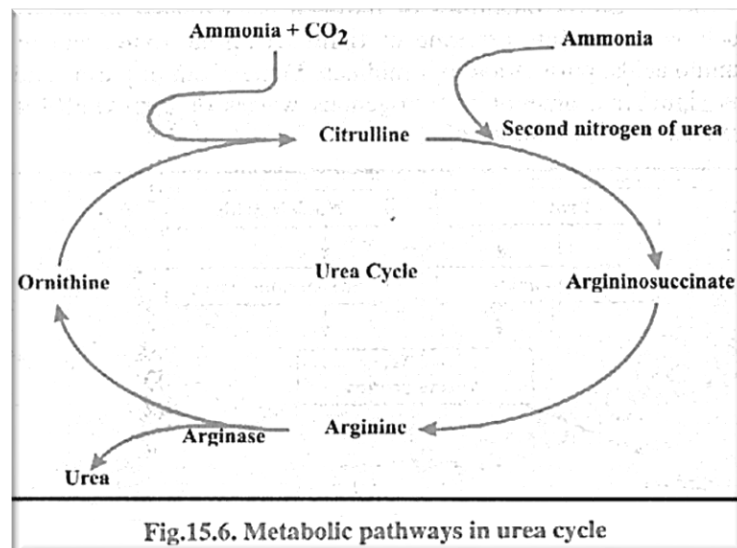 Ammonia + CO2
Ammonia
Citrulline
Second nitrogen of urea
Ornithine
Urea Cycle
Argininosuccinate
Arginase
Arginine
Urea
Fig.15.6. Metabolic pathways in urea cycle